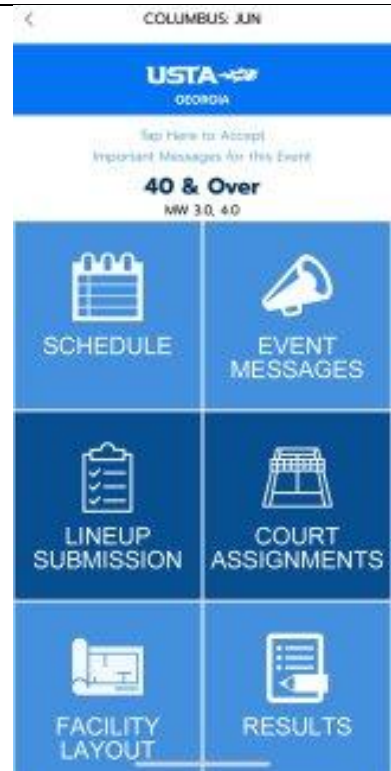 COLUMBUS: JUN
USTA
GEORGIA
Tap Here to Accept
Important Messages for this Event
40 & Over
MW 3.0, 4.0
SCHEDULE
EVENT
MESSAGES
LINEUP
SUBMISSION
COURT
ASSIGNMENTS
FACILITY
LAYOUT
RESULTS